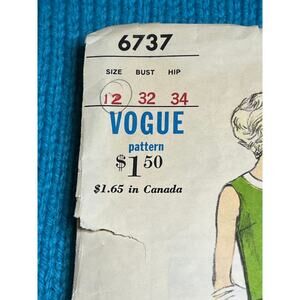 6737
SIZE BUST HIP
12 32 34
VOGUE
pattern
$1.50
$1.65 in Canada